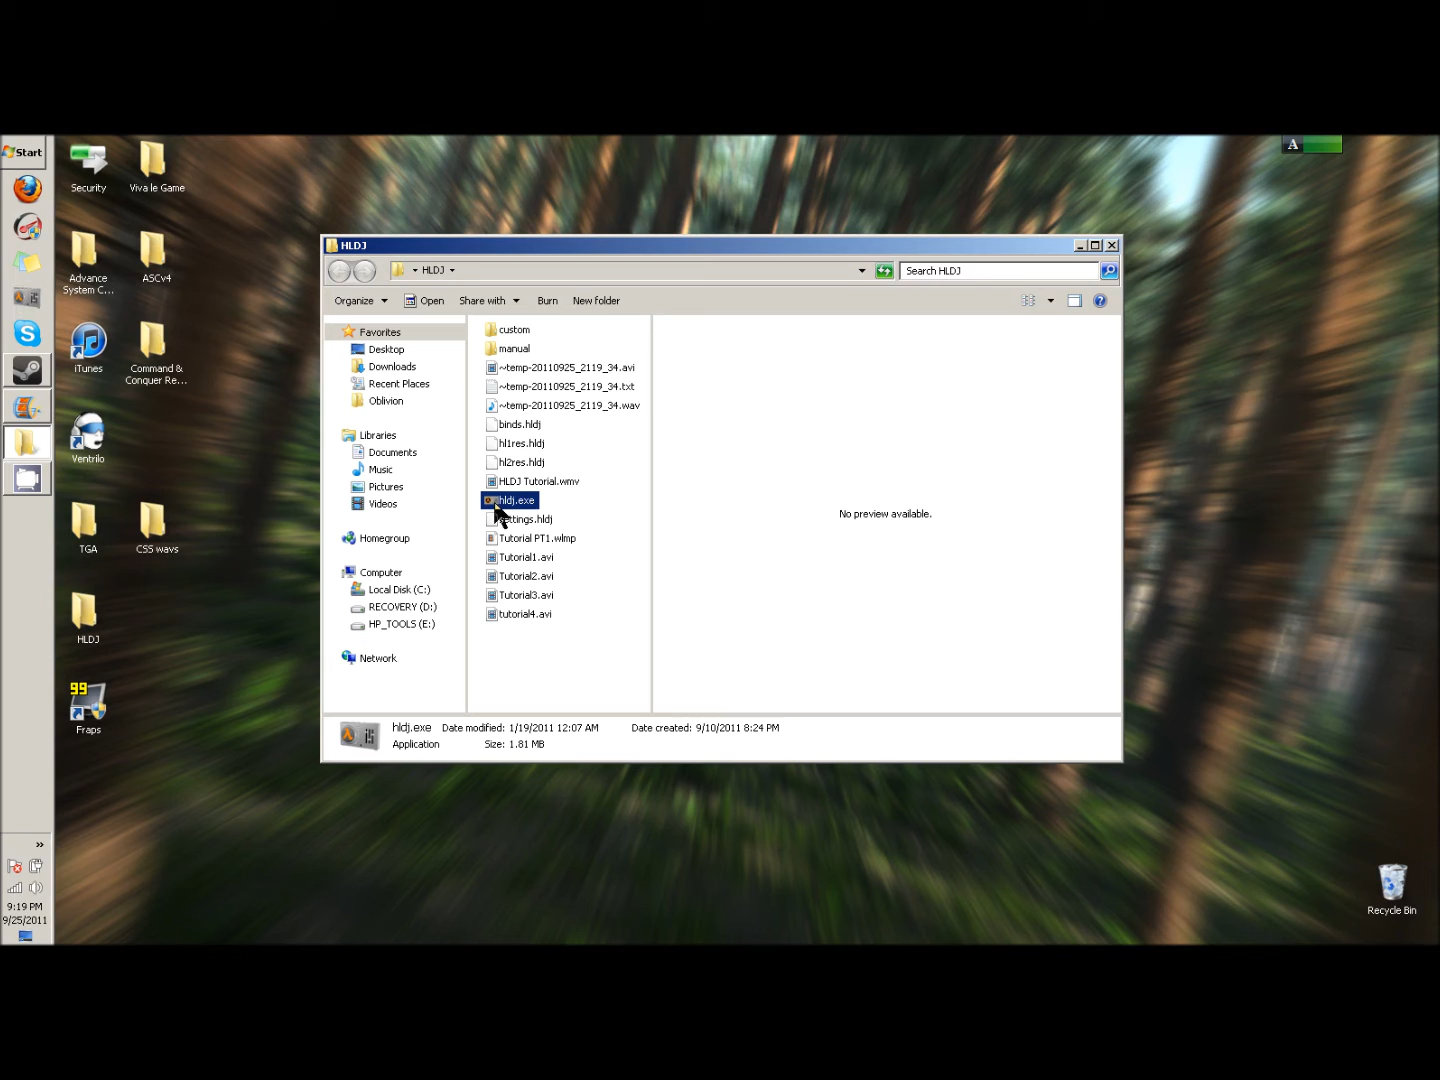 Start
Security
Viva le Game
Advance
System C...
ASCv4
iTunes
Command &
Conquer Re...
Ventrilo
TGA
CSS wavs
HLDJ
99
Fraps
A
HLDJ
HLDJ
Search HLDJ
Organize
Open
Share with
Burn
New folder
Favorites
Desktop
Downloads
Recent Places
Oblivion
Libraries
Documents
Music
Pictures
Videos
Homegroup
Computer
Local Disk (C:)
RECOVERY (D:)
HP_TOOLS (E:)
Network
custom
manual
~temp-20110925_2119_34.avi
~temp-20110925_2119_34.txt
~temp-20110925_2119_34.wav
binds.hldj
hl1res.hldj
hl2res.hldj
HLDJ Tutorial.wmv
hldj.exe
ettings.hldj
Tutorial PT1.wlmp
Tutorial1.avi
Tutorial2.avi
Tutorial3.avi
tutorial4.avi
No preview available.
hldj.exe Date modified: 1/19/2011 12:07 AM Date created: 9/10/2011 8:24 PM
Application Size: 1.81 MB
9:19 PM
9/25/2011
Recycle Bin